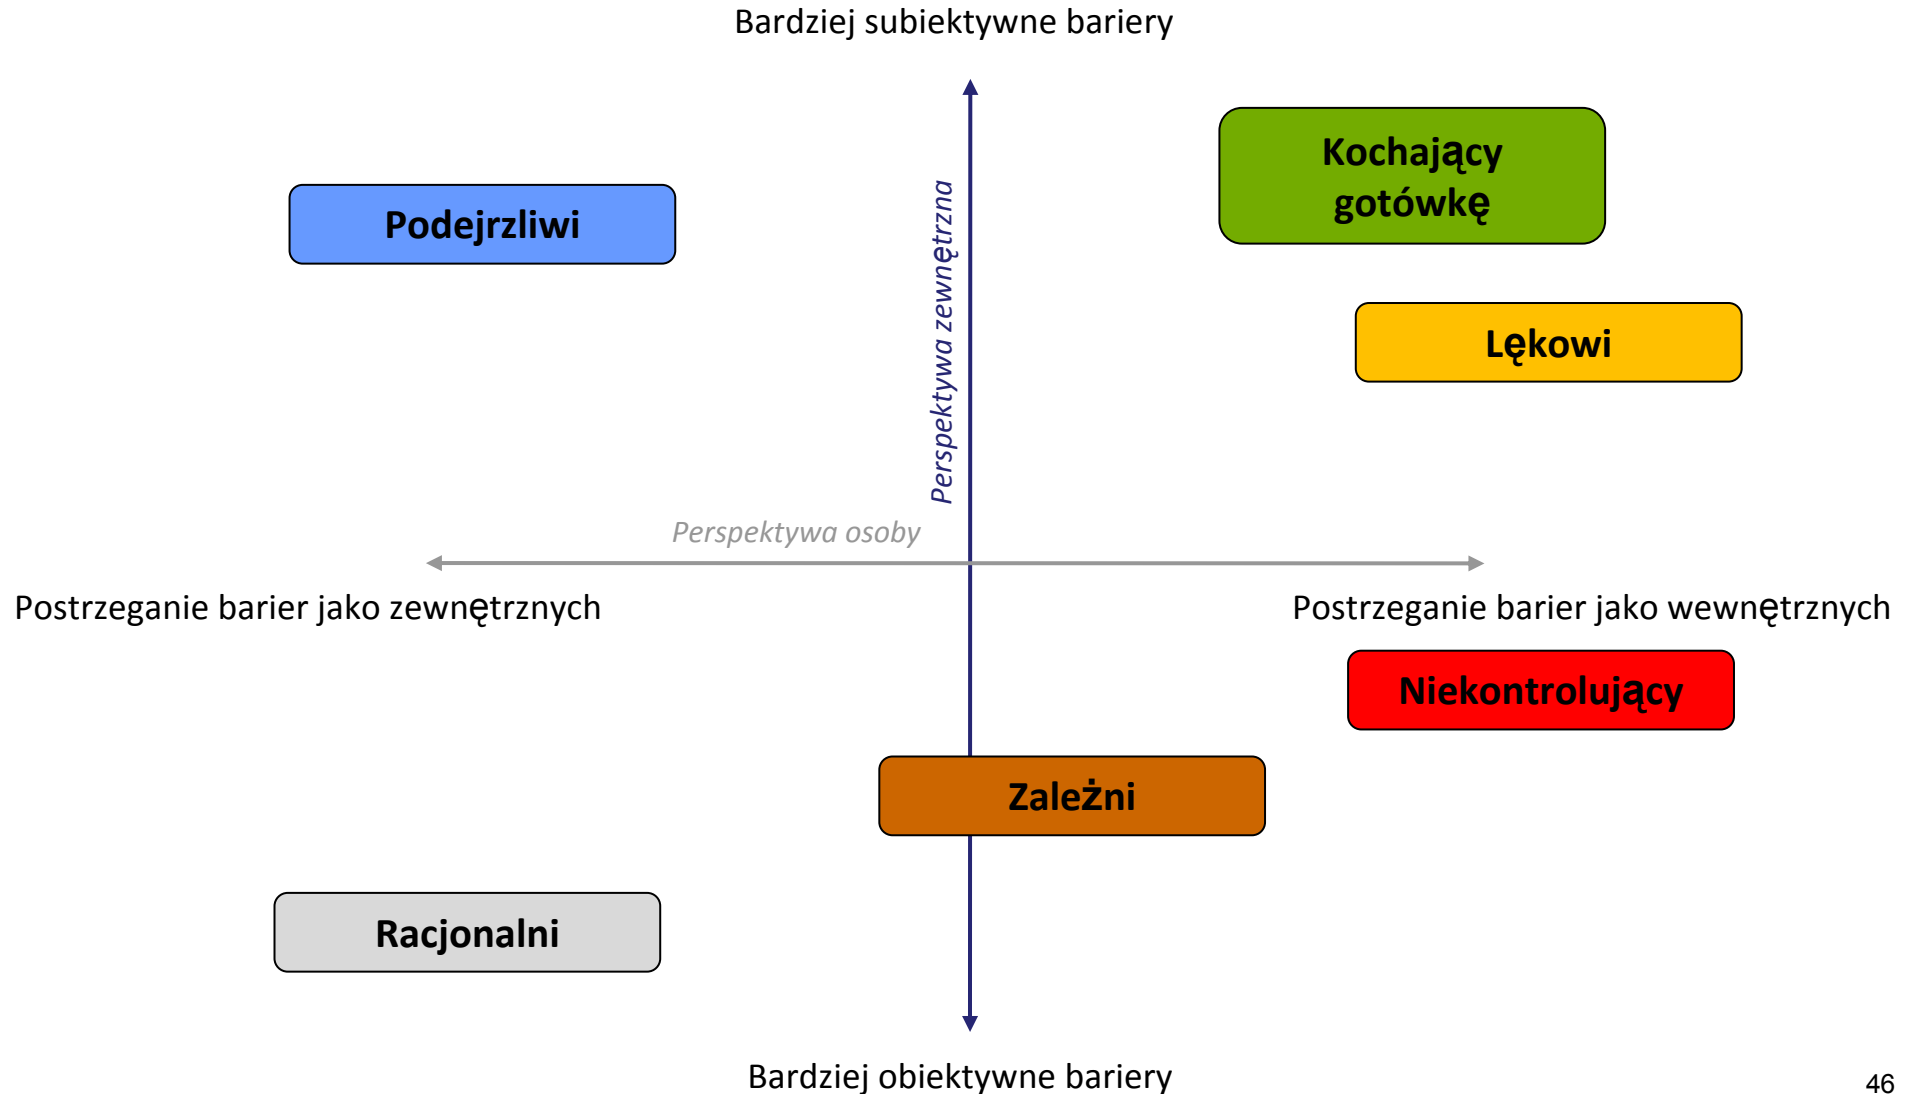 Bardziej subiektywne bariery
Kochający
gotówkę
Podejrzliwi
Perspektywa zewnętrzna
Lękowi
Perspektywa osoby
Postrzeganie barier jako zewnętrznych
Postrzeganie barier jako wewnętrznych
Niekontrolujący
Zależni
Racjonalni
Bardziej obiektywne bariery
46